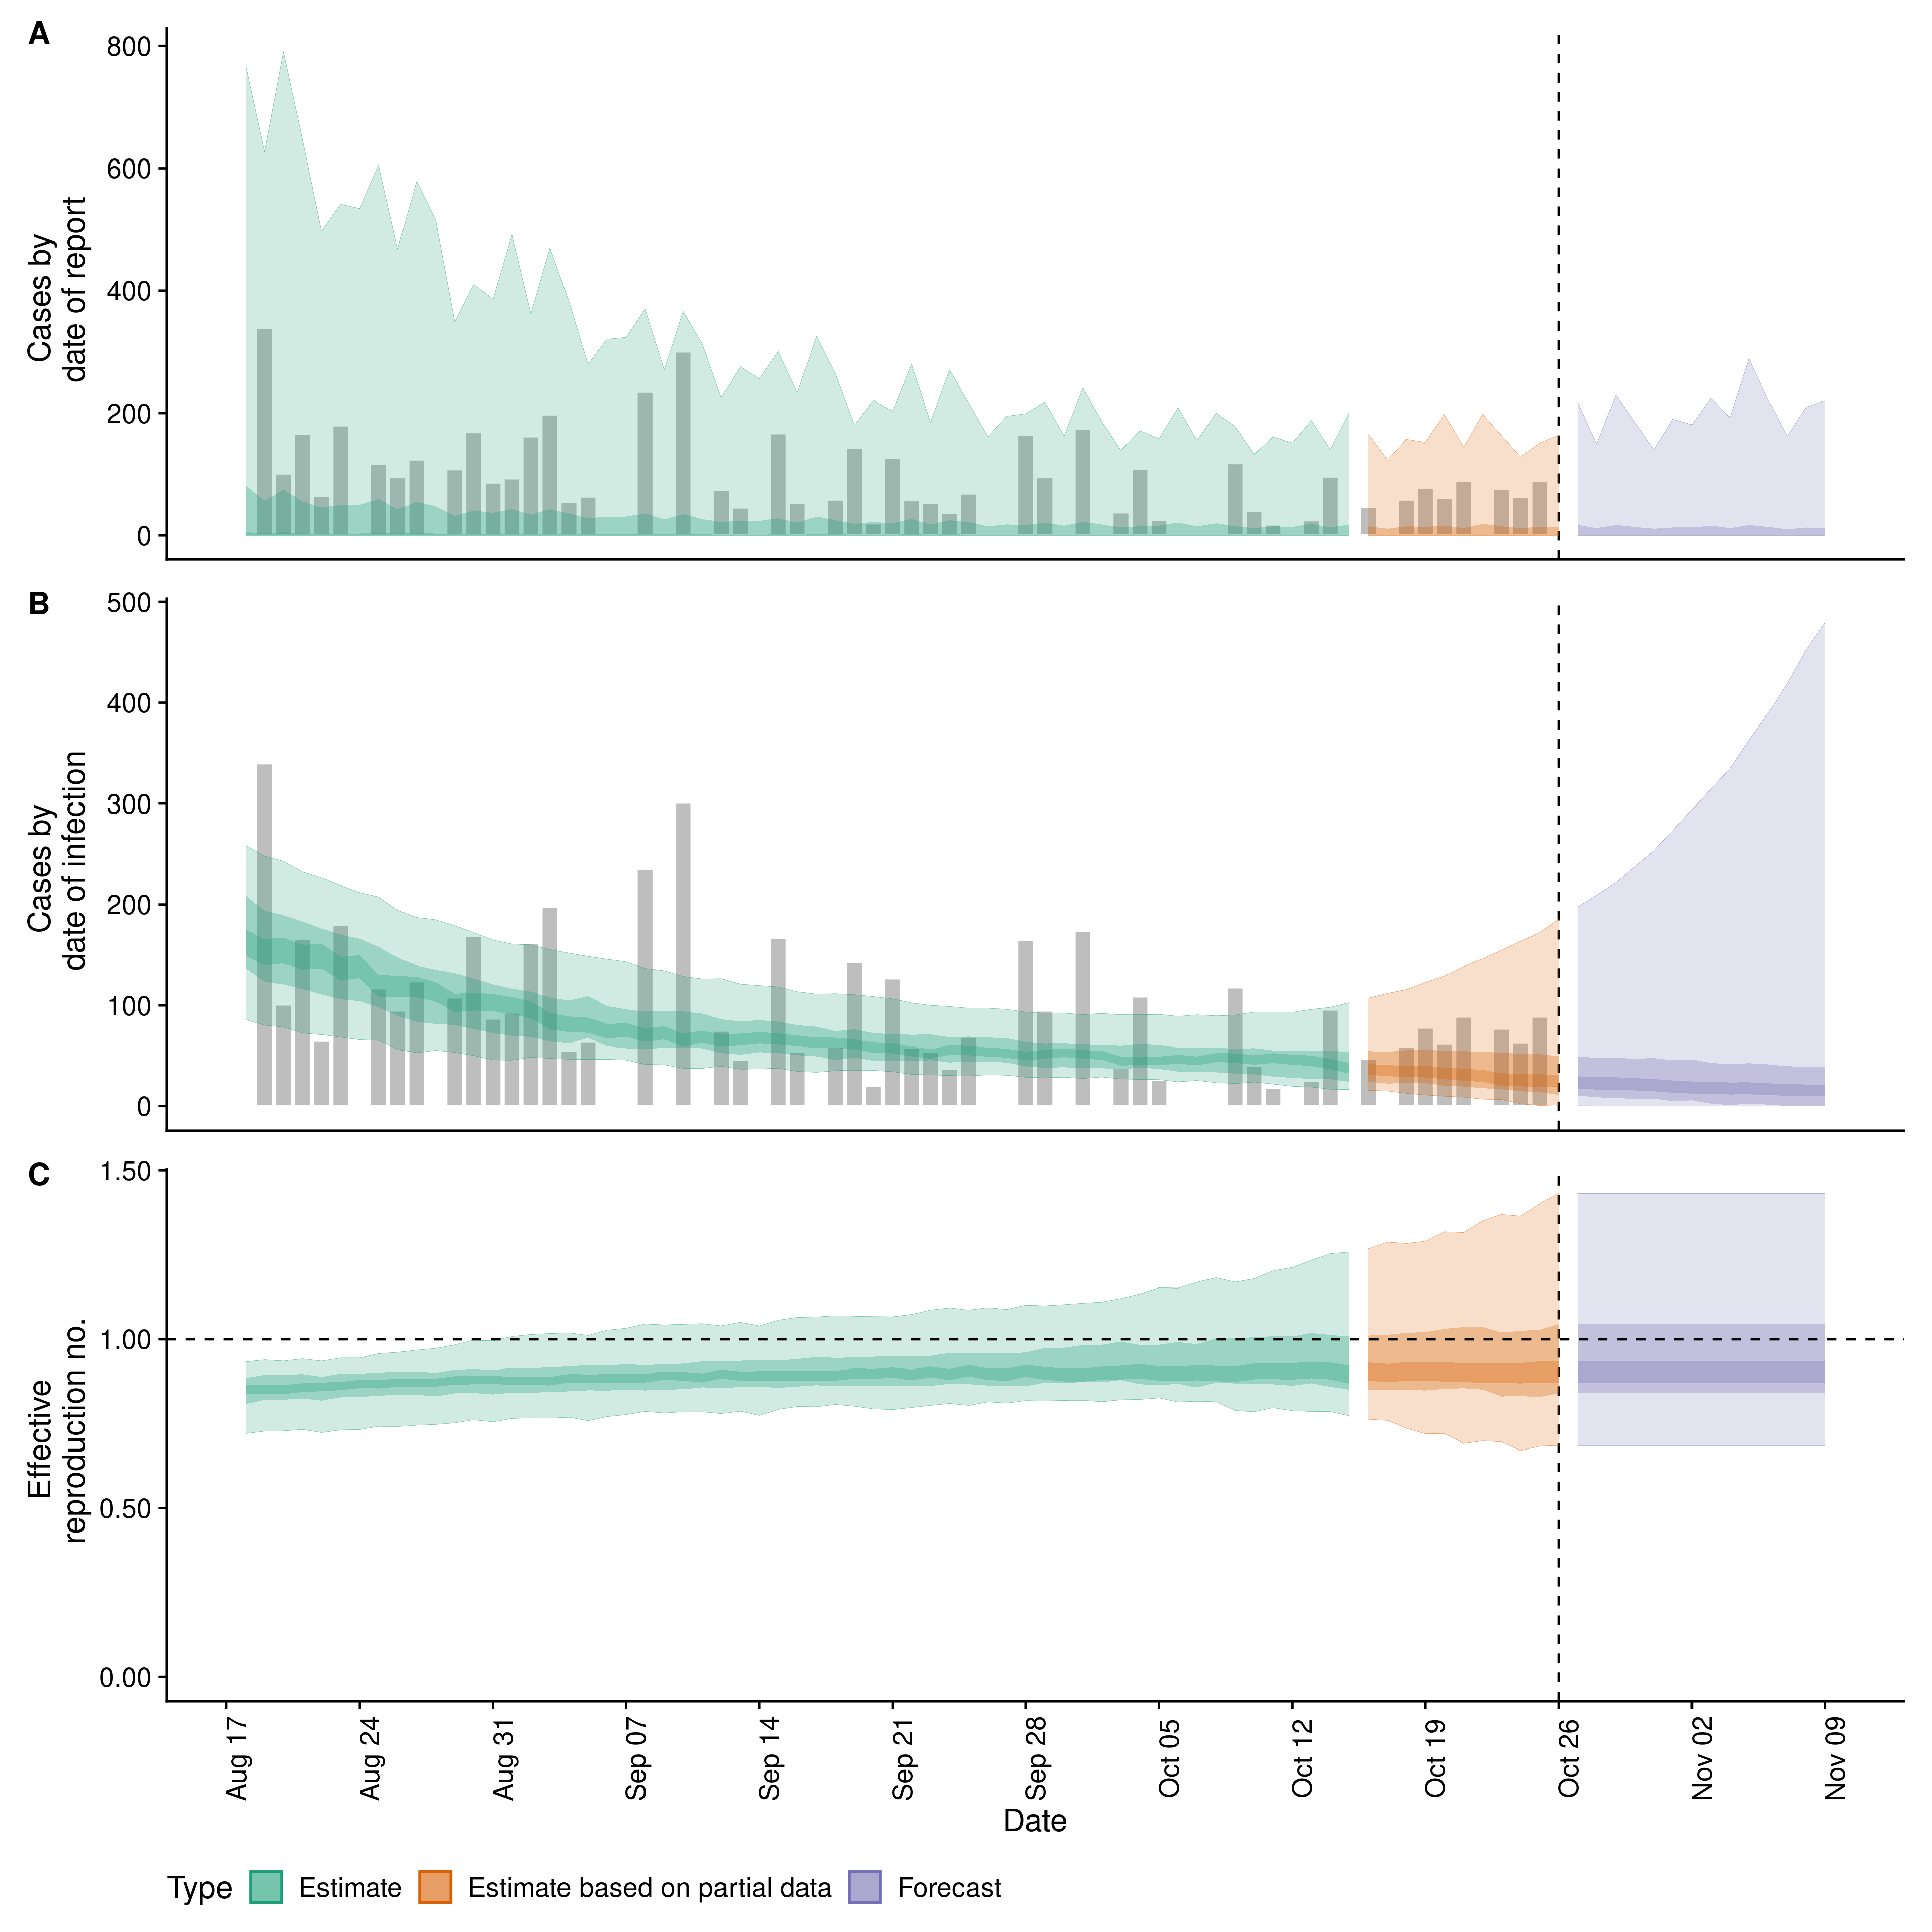 A
Cases by
date of report
800
600
400
200
0
B
Cases by
date of infection
500
400
300
200
100
0
C
Effective
reproduction no.
1.50
1.00
0.50
0.00
Aug 17
Aug 24
Aug 31
Sep 07
Sep 14
Sep 21
Sep 28
Oct 05
Oct 12
Oct 19
Oct 26
Nov 02
Nov 09
Date
Type Estimate Estimate based on partial data Forecast